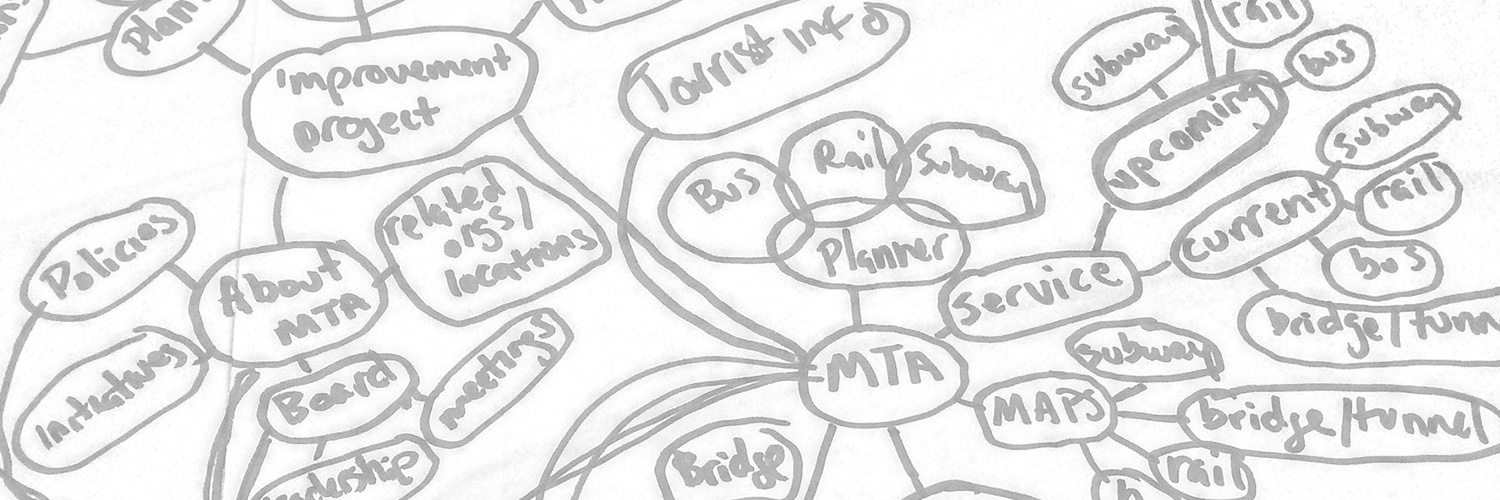 Plan
Tourist info
subway
rail
bus
improvement
project
upcoming
subway
Bus
Rail
Subway
related
orgs/
locations
rail
current
Policies
Planner
bus
About
MTA
service
bridge/tunn
Initiatives
meetings
subway
MTA
Board
MAPS
bridge/tunnel
Bridge
rail
leadership
b